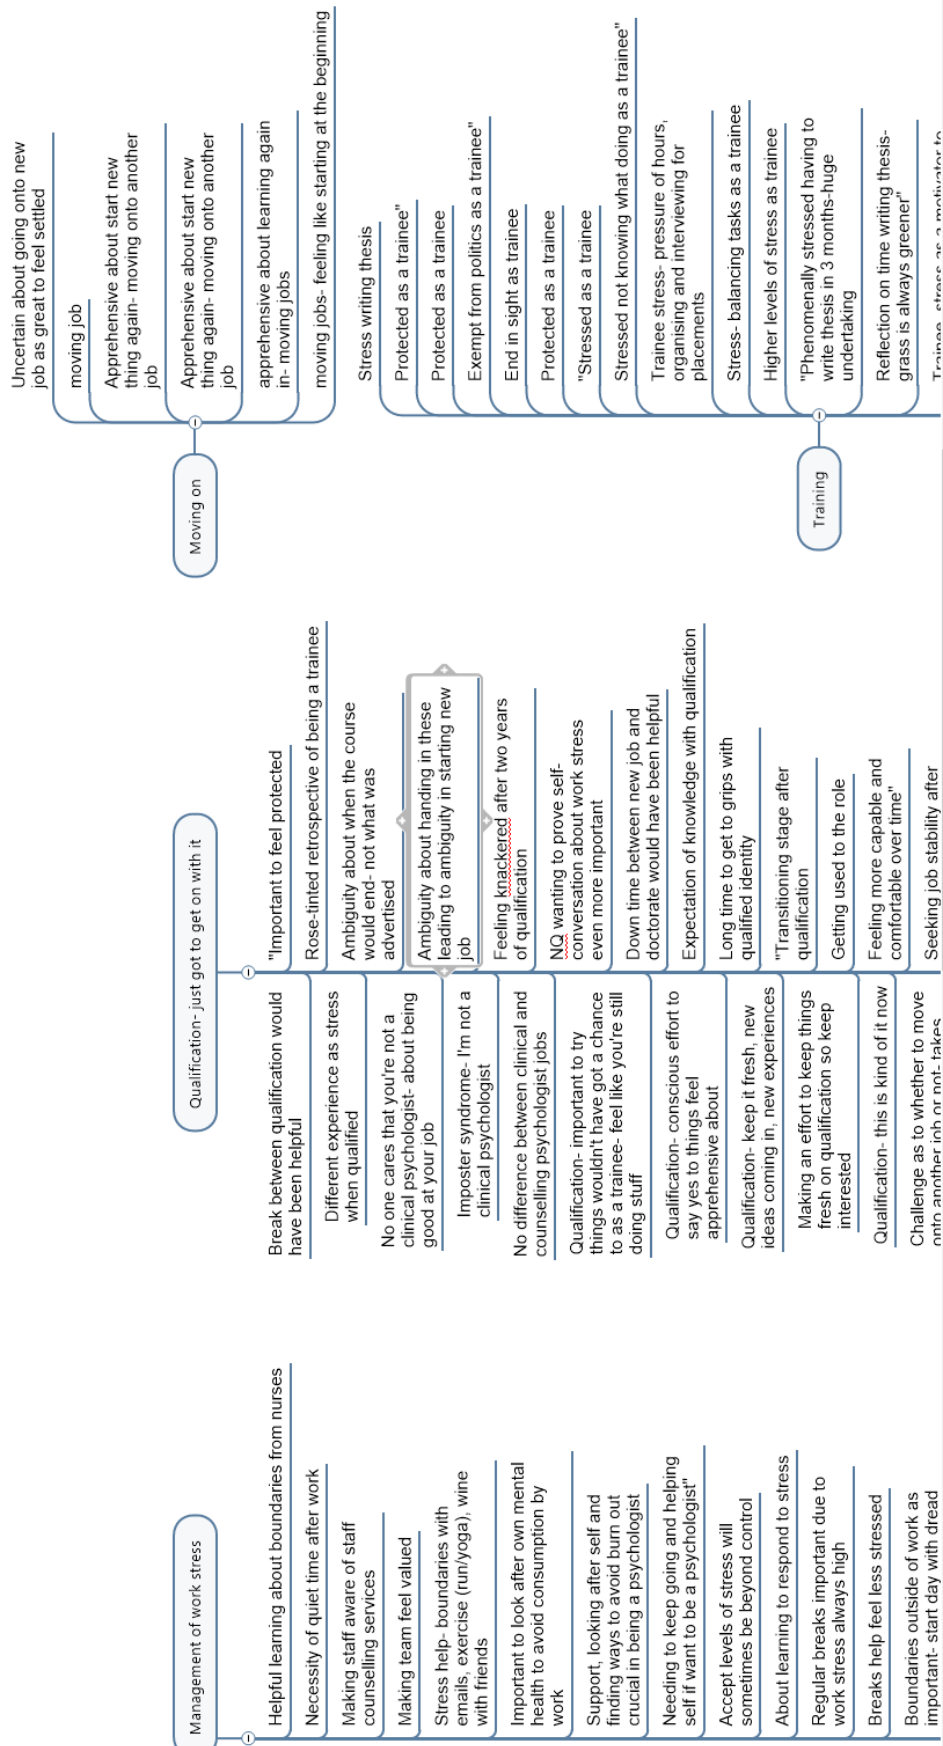 Management of work stress
Helpful learning about boundaries from nurses
Necessity of quiet time after work
Making staff aware of staff
counselling services
Making team feel valued
Stress help- boundaries with
emails, exercise (run/yoga), wine
with friends
Important to look after own mental
health to avoid consumption by
work
Support, looking after self and
finding ways to avoid burn out
crucial in being a psychologist
Needing to keep going and helping
self if want to be a psychologist"
Accept levels of stress will
sometimes be beyond control
About learning to respond to stress
Regular breaks important due to
work stress always high
Breaks help feel less stressed
Boundaries outside of work as
important- start day with dread
Qualification- just got to get on with it
Break between qualification would
have been helpful
Different experience as stress
when qualified
No one cares that you're not a
clinical psychologist- about being
good at your job
Imposter syndrome- I'm not a
clinical psychologist
No difference between clinical and
counselling psychologist jobs
Qualification- important to try
things wouldn't have got a chance
to as a trainee- feel like you're still
doing stuff
Qualification- conscious effort to
say yes to things feel
apprehensive about
Qualification- keep it fresh, new
ideas coming in, new experiences
Making an effort to keep things
fresh on qualification so keep
interested
Qualification- this is kind of it now
Challenge as to whether to move
onto another job or not- takes
"Important to feel protected
Rose-tinted retrospective of being a trainee
Ambiguity about when the course
would end- not what was
advertised
Ambiguity about handing in these
leading to ambiguity in starting new
job
Feeling knackered after two years
of qualification
NQ wanting to prove self-
conversation about work stress
even more important
Down time between new job and
doctorate would have been helpful
Expectation of knowledge with qualification
Long time to get to grips with
qualified identity
"Transitioning stage after
qualification
Getting used to the role
Feeling more capable and
comfortable over time"
Seeking job stability after
Moving on
Uncertain about going onto new
job as great to feel settled
moving job
Apprehensive about start new
thing again- moving onto another
job
Apprehensive about start new
thing again- moving onto another
job
apprehensive about learning again
in- moving jobs
moving jobs- feeling like starting at the beginning
Training
Stress writing thesis
Protected as a trainee"
Protected as a trainee
Exempt from politics as a trainee"
End in sight as trainee
Protected as a trainee
"Stressed as a trainee
Stressed not knowing what doing as a trainee"
Trainee stress- pressure of hours,
organising and interviewing for
placements
Stress- balancing tasks as a trainee
Higher levels of stress as trainee
"Phenomenally stressed having to
write thesis in 3 months-huge
undertaking
Reflection on time writing thesis-
grass is always greener"
Trainee- stress as a motivator to